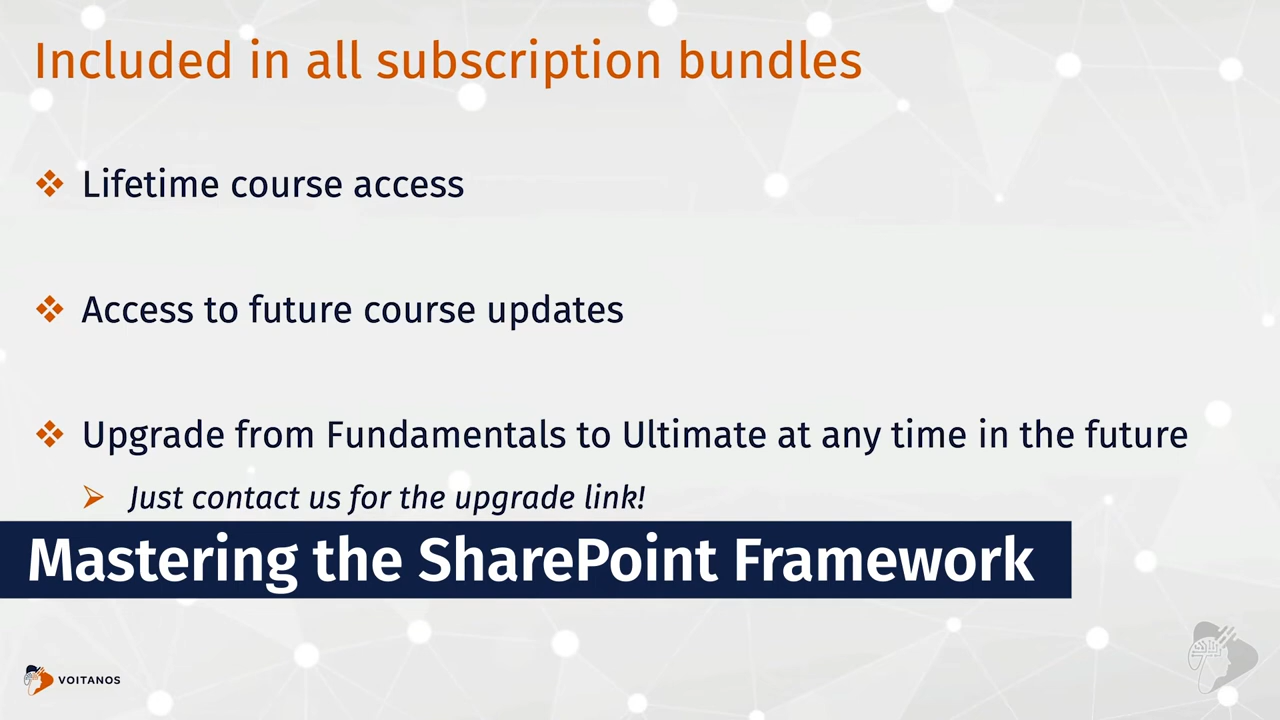 Included in all subscription bundles
Lifetime course access
Access to future course updates
Upgrade from Fundamentals to Ultimate at any time in the future
Just contact us for the upgrade link!
Mastering the SharePoint Framework
VOITANOS